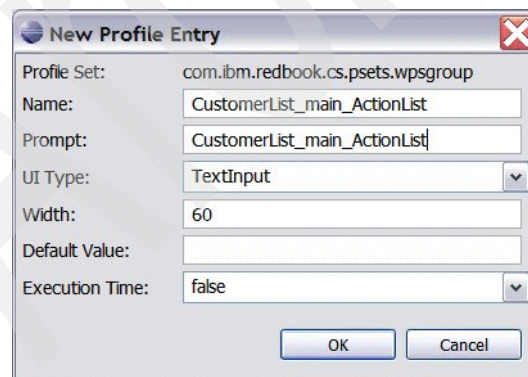 New Profile Entry
Profile Set: com.ibm.redbook.cs.psets.wpsgroup
Name: CustomerList_main_ActionList
Prompt: CustomerList_main_ActionList
UI Type: TextInput
Width: 60
Default Value:
Execution Time: false
OK Cancel